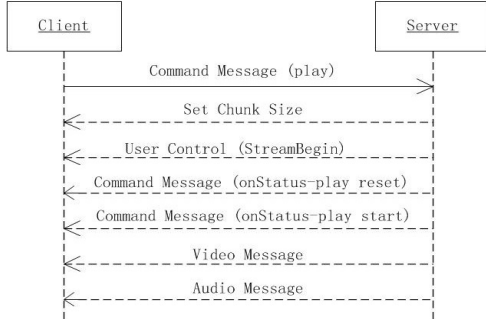 Client
Server
Command Message (play)
Set Chunk Size
User Control (StreamBegin)
Command Message (onStatus-play reset)
Command Message (onStatus-play start)
Video Message
Audio Message